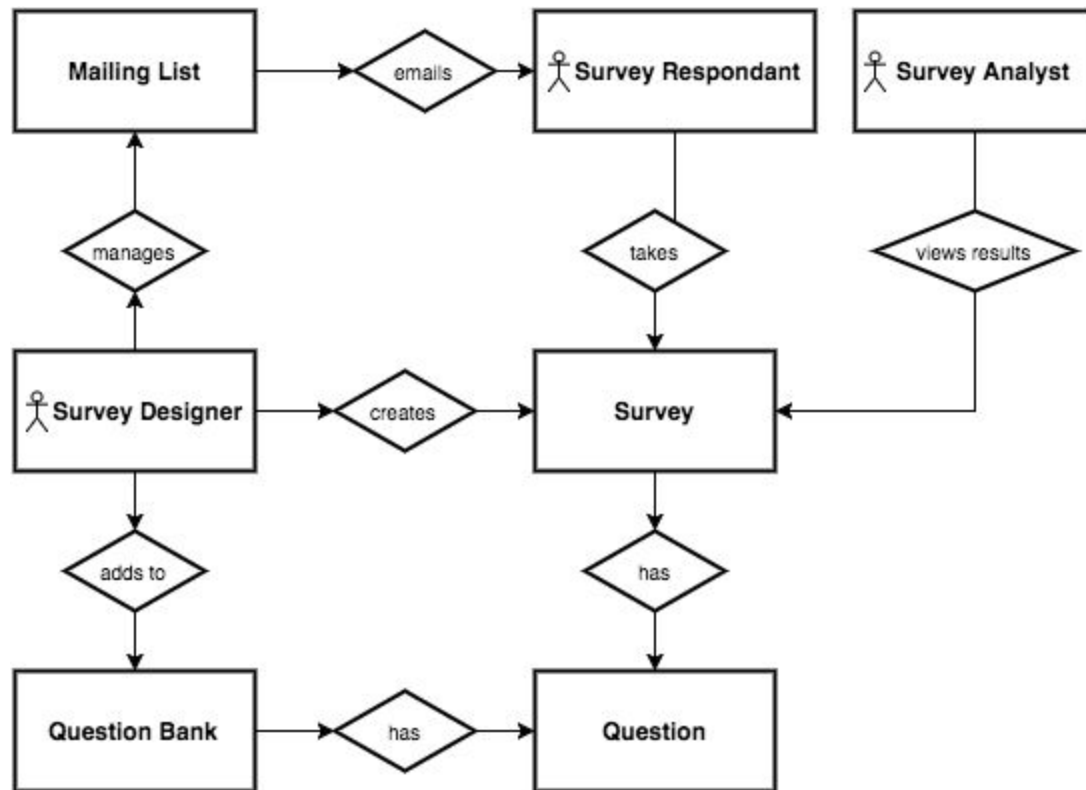 Mailing List
emails
Survey Respondant
Survey Analyst
manages
takes
views results
Survey Designer
creates
Survey
adds to
has
Question Bank
has
Question